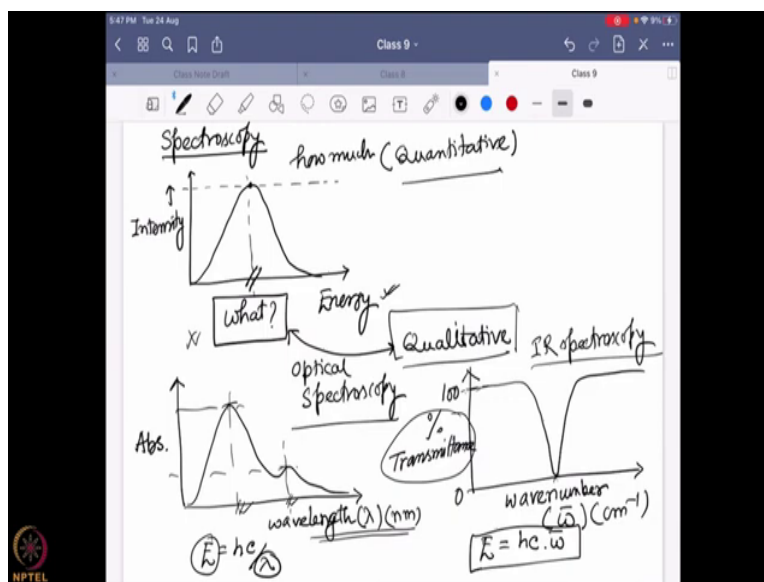 5:47 PM Tue 24 Aug
9%
Class 9
Class Note Draft
Class 8
Class 9
Spectroscopy
how much (Quantitative)
Intensity
Energy
What?
Qualitative
Optical
Spectroscopy
IR spectroscopy
Abs.
wavelength (λ) (nm)
E = hc/λ
100
%
Transmittance
0
wavenumber
(ω̅) (cm⁻¹)
E = hc.ω̅
NPTEL